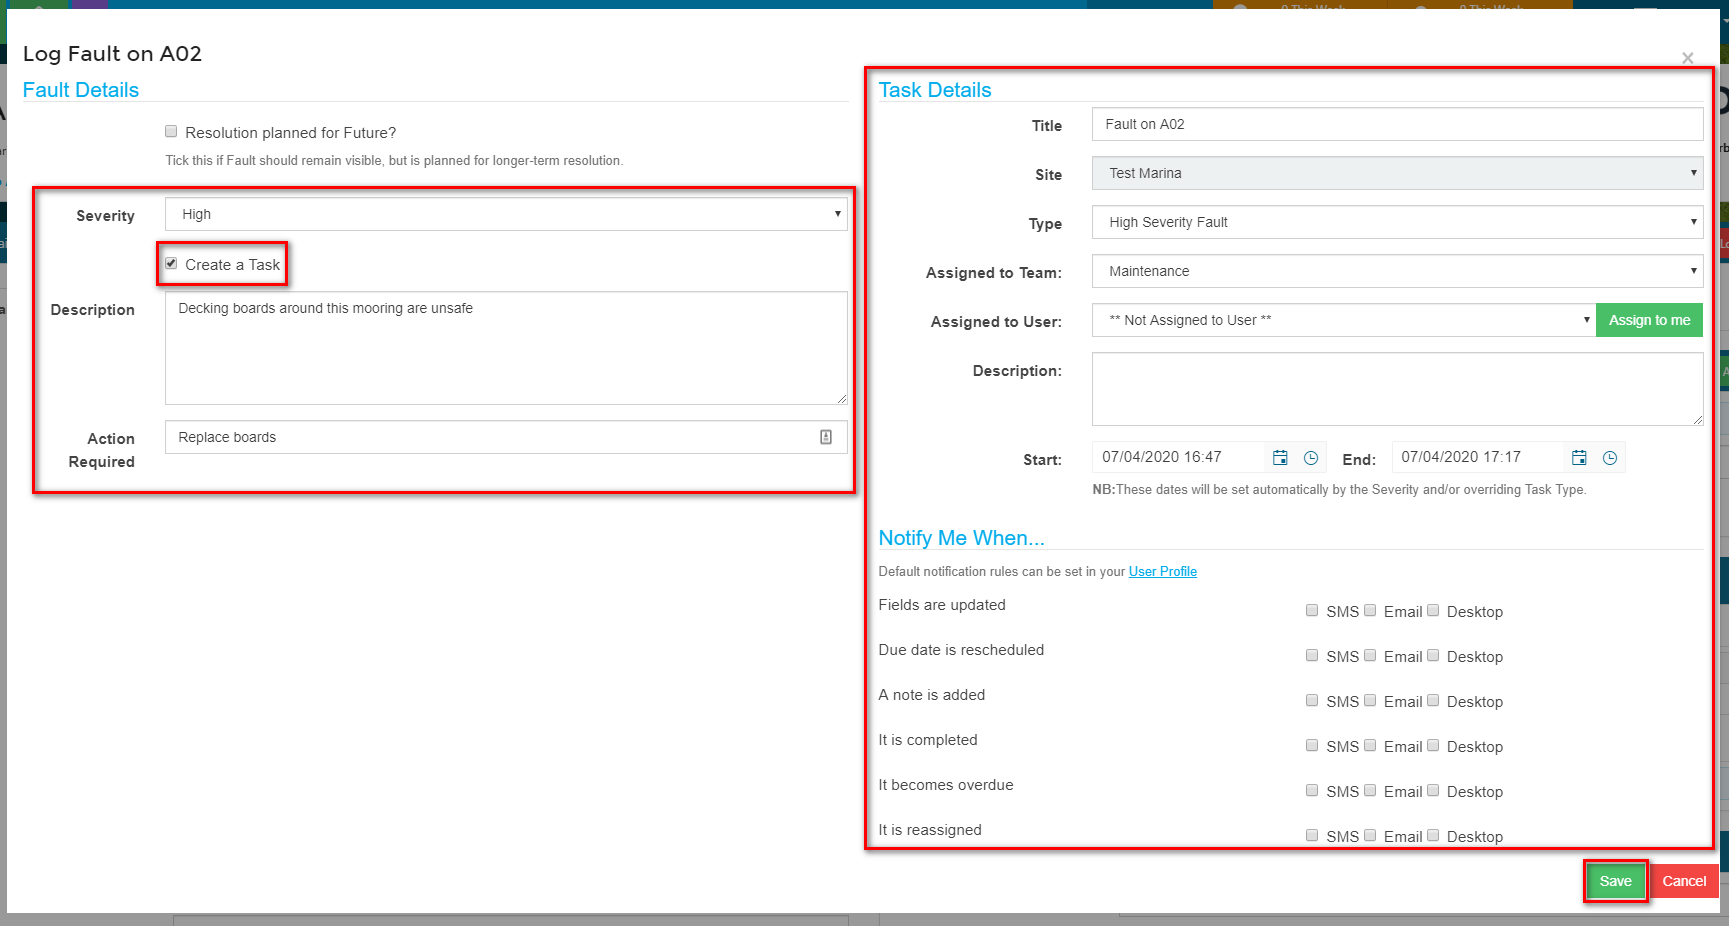 0 This Week
0 This Week
Log Fault on A02
×
Fault Details
Resolution planned for Future?
Tick this if Fault should remain visible, but is planned for longer-term resolution.
Severity
High
Create a Task
Description
Decking boards around this mooring are unsafe
Action
Required
Replace boards
Task Details
Title
Fault on A02
Site
Test Marina
Type
High Severity Fault
Assigned to Team:
Maintenance
Assigned to User:
** Not Assigned to User **
Assign to me
Description:
Start:
07/04/2020 16:47
End:
07/04/2020 17:17
NB:These dates will be set automatically by the Severity and/or overriding Task Type.
Notify Me When...
Default notification rules can be set in your User Profile
Fields are updated
SMS Email Desktop
Due date is rescheduled
SMS Email Desktop
A note is added
SMS Email Desktop
It is completed
SMS Email Desktop
It becomes overdue
SMS Email Desktop
It is reassigned
SMS Email Desktop
Save
Cancel